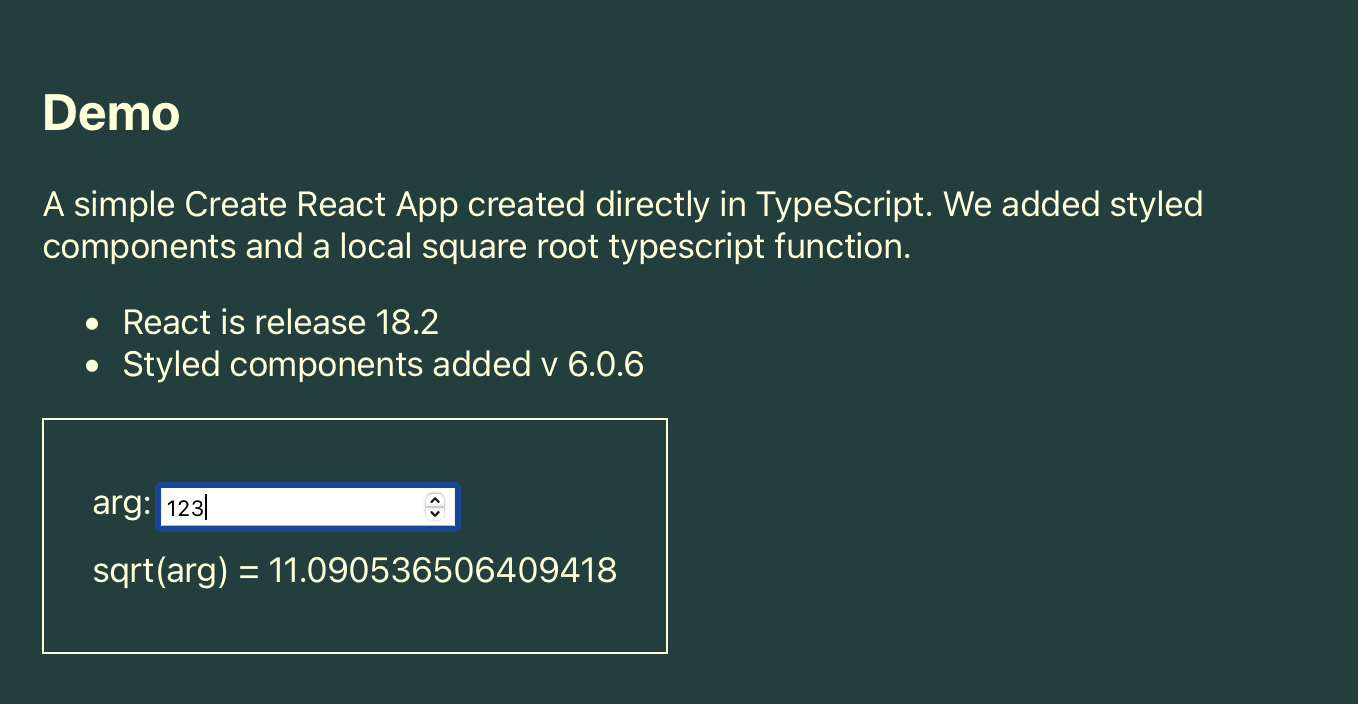 Demo
A simple Create React App created directly in TypeScript. We added styled
components and a local square root typescript function.
• React is release 18.2
• Styled components added v 6.0.6
arg: 123
sqrt(arg) = 11.090536506409418